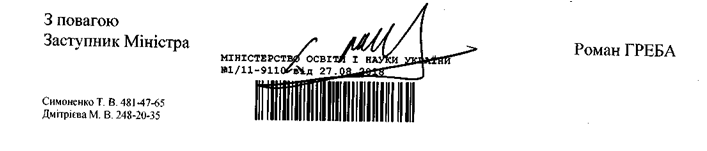 З повагою
Заступник Міністра
Роман ГРЕБА
МІНІСТЕРСТВО ОСВІТИ І НАУКИ УКРАЇНИ
№1/11-9110 від 27.08.2018
Симоненко Т. В. 481-47-65
Дмітрієва М. В. 248-20-35